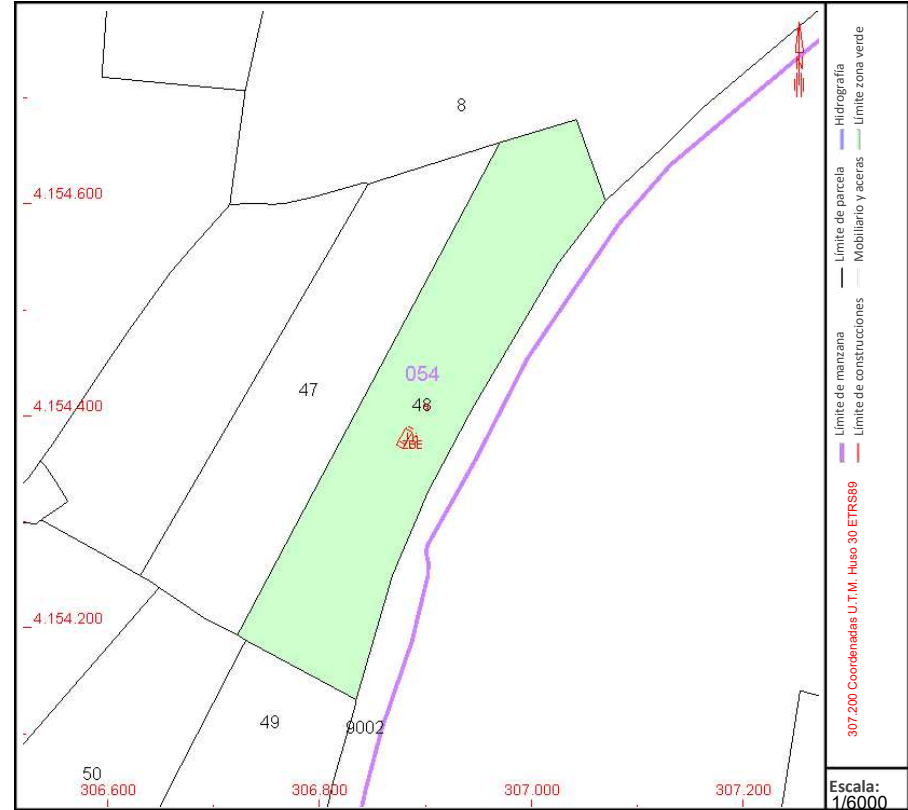 8
4.154.600
054
47
48
4.154.400
ZBE
4.154.200
49
9002
50
306.600
306.800
307.000
307.200
Límite de manzana
Límite de parcela
Hidrografía
Límite de construcciones
Mobiliario y aceras
Límite zona verde
307.200 Coordenadas U.T.M. Huso 30 ETRS89
Escala:
1/6000